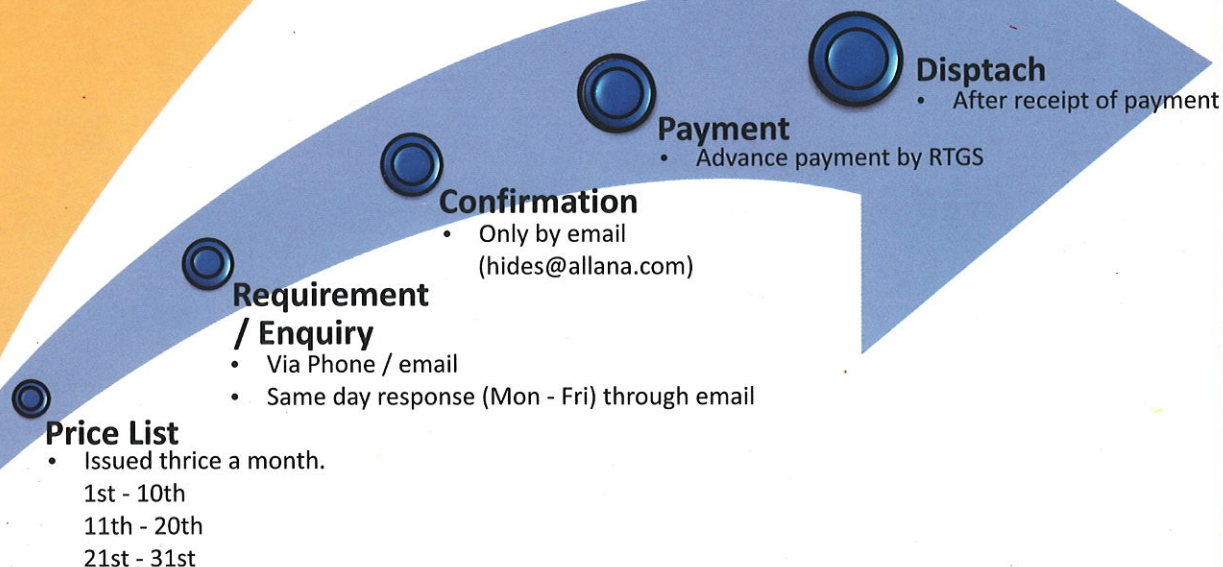 Price List
• Issued thrice a month.
1st - 10th
11th - 20th
21st - 31st
Requirement
/ Enquiry
• Via Phone / email
• Same day response (Mon - Fri) through email
Confirmation
• Only by email
(hides@allana.com)
Payment
• Advance payment by RTGS
Disptach
• After receipt of payment